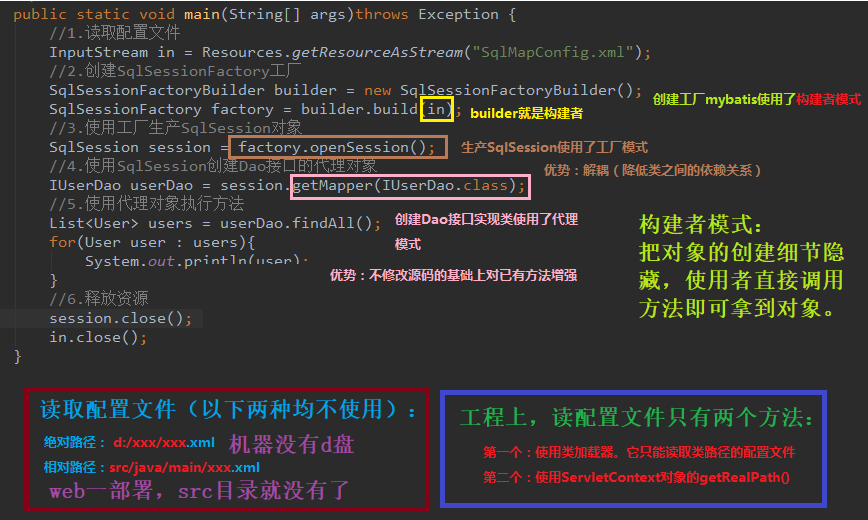 public static void main(String[] args)throws Exception {
//1.读取配置文件
InputStream in = Resources.getResourceAsStream("SqlMapConfig.xml");
//2.创建SqlSessionFactory工厂
SqlSessionFactoryBuilder builder = new SqlSessionFactoryBuilder();
创建工厂mybatis使用了构建者模式
SqlSessionFactory factory = builder.build(in);
builder就是构建者
//3.使用工厂生产SqlSession对象
SqlSession session = factory.openSession();
生产SqlSession使用了工厂模式
//4.使用SqlSession创建Dao接口的代理对象
优势：解耦（降低类之间的依赖关系）
IUserDao userDao = session.getMapper(IUserDao.class);
//5.使用代理对象执行方法
List<User> users = userDao.findAll();
创建Dao接口实现类使用了代理
模式
for(User user : users){
System.out.println(user);
优势：不修改源码的基础上对已有方法增强
}
//6.释放资源
session.close();
in.close();
}
构建者模式：
把对象的创建细节隐
藏，使用者直接调用
方法即可拿到对象。
读取配置文件（以下两种均不使用）：
绝对路径： d:/xxx/xxx.xml 机器没有d盘
相对路径：src/java/main/xxx.xml
web一部署，src目录就没有了
工程上，读配置文件只有两个方法：
第一个：使用类加载器。它只能读取类路径的配置文件
第二个：使用ServletContext对象的getRealPath()